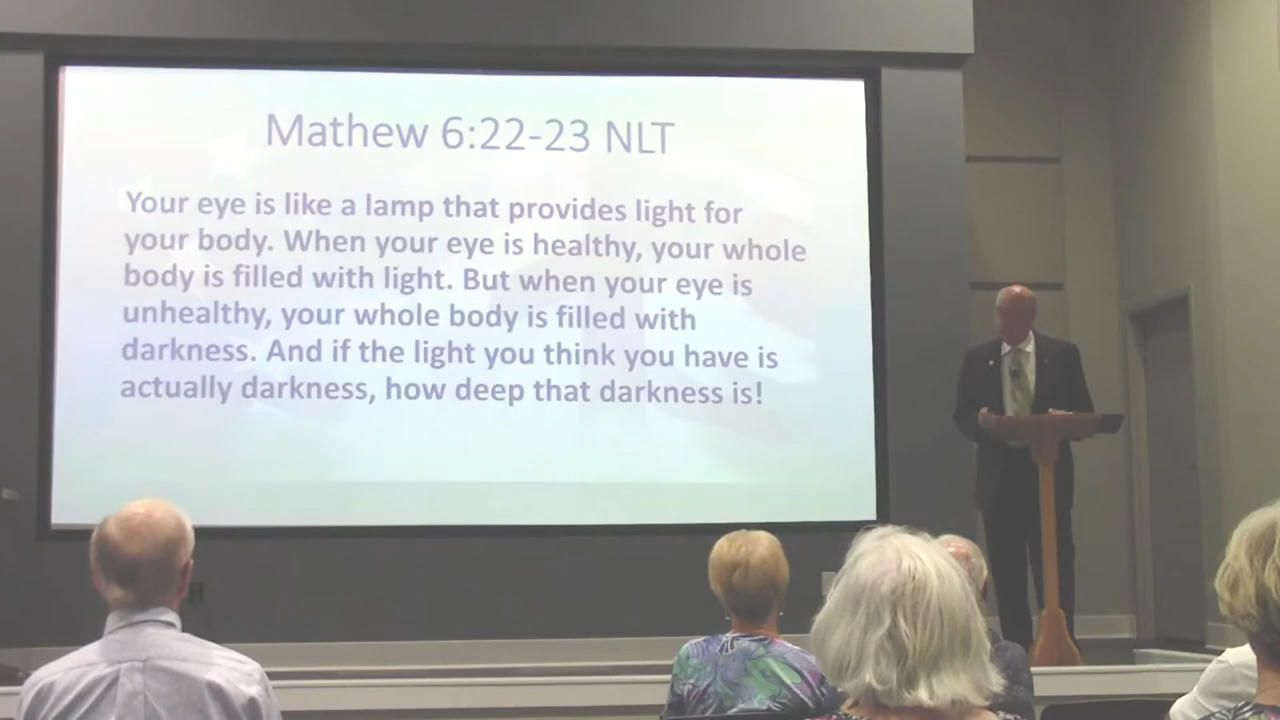 Mathew 6:22-23 NLT
Your eye is like a lamp that provides light for
your body. When your eye is healthy, your whole
body is filled with light. But when your eye is
unhealthy, your whole body is filled with
darkness. And if the light you think you have is
actually darkness, how deep that darkness is!